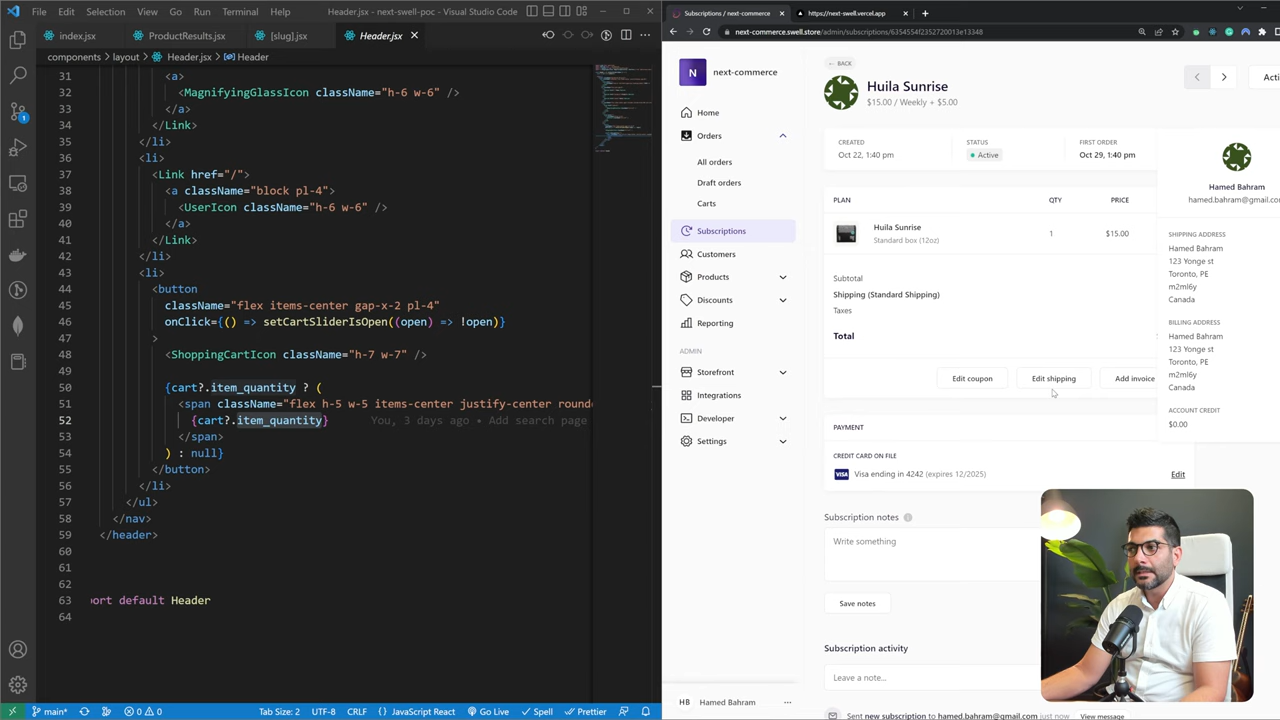 File
Edit
Selection
View
Go
Run
Terminal
Help
Header.jsx - next-swell-pcc - Visual Studio Code
ProductResults.jsx
[slug].jsx
Header.jsx
components > layout > Header.jsx > Header
31 <a>
32 <MagnifyingGlassIcon className="h-6 w-6" />
34 </Link>
35 </li>
36 <li>
37 <Link href="/">
38 <a className="block pl-4">
39 <UserIcon className="h-6 w-6" />
40 </a>
41 </Link>
42 </li>
43 <li>
44 <button
45 className="flex items-center gap-x-2 pl-4"
46 onClick={() => setCartSliderIsOpen((open) => !open)}
47 >
48 <ShoppingCartIcon className="h-7 w-7" />
49
50 {cart?.item_quantity ? (
51 <span className="flex h-5 w-5 items-center justify-center rounde
52 {cart?.item_quantity} You, 3 days ago • Add search page
53 </span>
54 ) : null}
55 </button>
56 </li>
57 </ul>
58 </nav>
59 </header>
60
61
62
63 ort default Header
64
main*
0
0
Tab Size: 2
UTF-8
CRLF
{} JavaScript React
Go Live
Spell
Prettier
Subscriptions / next-commerce
https://next-swell.vercel.app
next-commerce.swell.store/admin/subscriptions/6354554f2352720013e13348
N
next-commerce
Home
Orders
All orders
Draft orders
Carts
Subscriptions
Customers
Products
Discounts
Reporting
ADMIN
Storefront
Integrations
Developer
Settings
HB
Hamed Bahram
← BACK
Huila Sunrise
$15.00 / Weekly + $5.00
Acti
CREATED
Oct 22, 1:40 pm
STATUS
Active
FIRST ORDER
Oct 29, 1:40 pm
PLAN
QTY
PRICE
Huila Sunrise
Standard box (12oz)
1
$15.00
Subtotal
Shipping (Standard Shipping)
Taxes
Total
Edit coupon
Edit shipping
Add invoice
PAYMENT
CREDIT CARD ON FILE
VISA
Visa ending in 4242 (expires 12/2025)
Edit
Subscription notes
Write something
Save notes
Subscription activity
Leave a note...
Sent new subscription to hamed.bahram@gmail.com just now
View message
Hamed Bahram
hamed.bahram@gmail.co
SHIPPING ADDRESS
Hamed Bahram
123 Yonge st
Toronto, PE
m2ml6y
Canada
BILLING ADDRESS
Hamed Bahram
123 Yonge st
Toronto, PE
m2ml6y
Canada
ACCOUNT CREDIT
$0.00